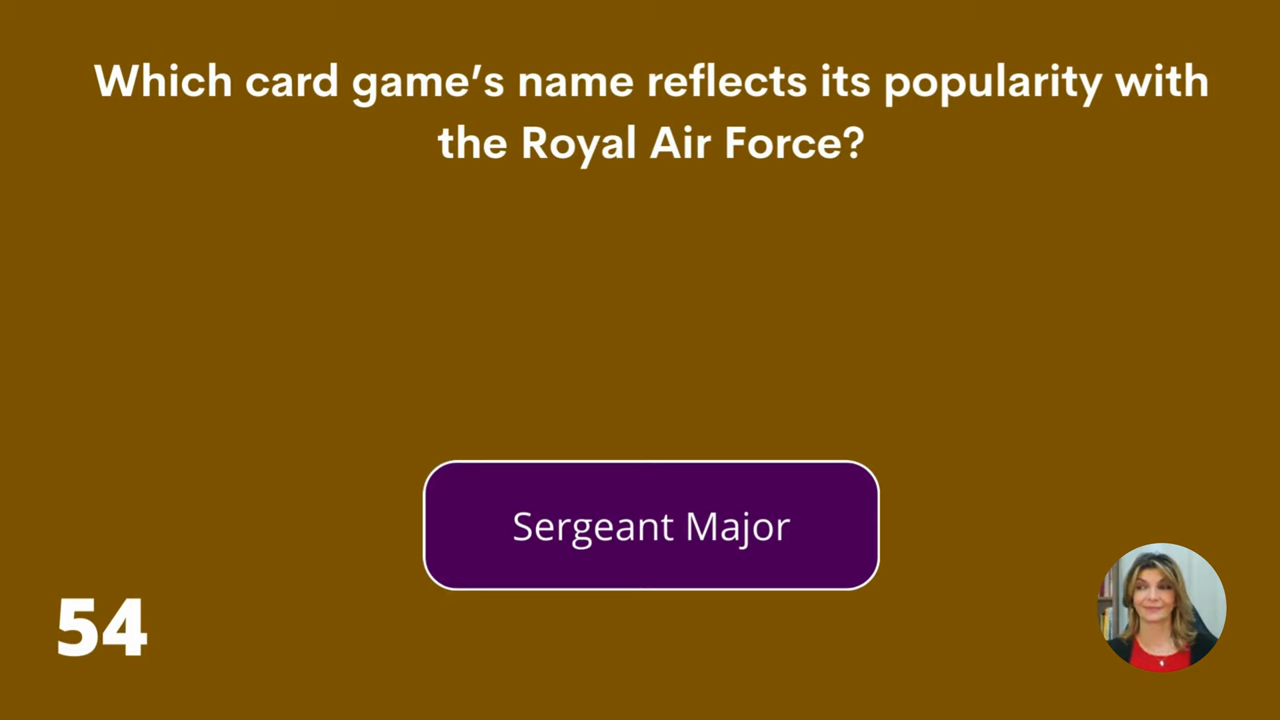 Which card game's name reflects its popularity with
the Royal Air Force?
Sergeant Major
54